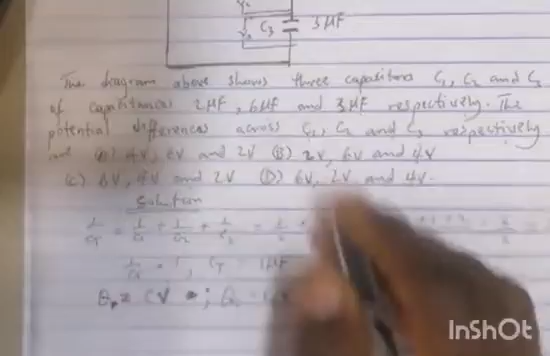 C₃ 3μF
The diagram above shows three capacitors C₁, C₂ and C₃
of capacitances 2μF, 6μF and 3μF respectively. The
potential differences across C₁, C₂ and C₃ respectively
are (A) 4V, 6V and 2V (B) 2V, 6V and 4V
(C) 6V, 4V and 2V (D) 6V, 2V and 4V.
Solution
1/C_T = 1/C₁ + 1/C₂ + 1/C₃ =
C_T = 1μF
= CV ; Q
InShOt